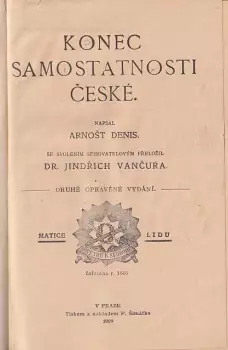 KONEC
SAMOSTATNOSTI
ČESKÉ.
NAPSAL
ARNOŠT DENIS.
SE SVOLENÍM SPISOVATELOVÝM PŘELOŽIL
DR. JINDŘICH VANČURA.
DRUHÉ OPRAVENÉ VYDÁNÍ.
MATICE LIDU
V PRAZE
Tiskem a nákladem F. Šimáčka